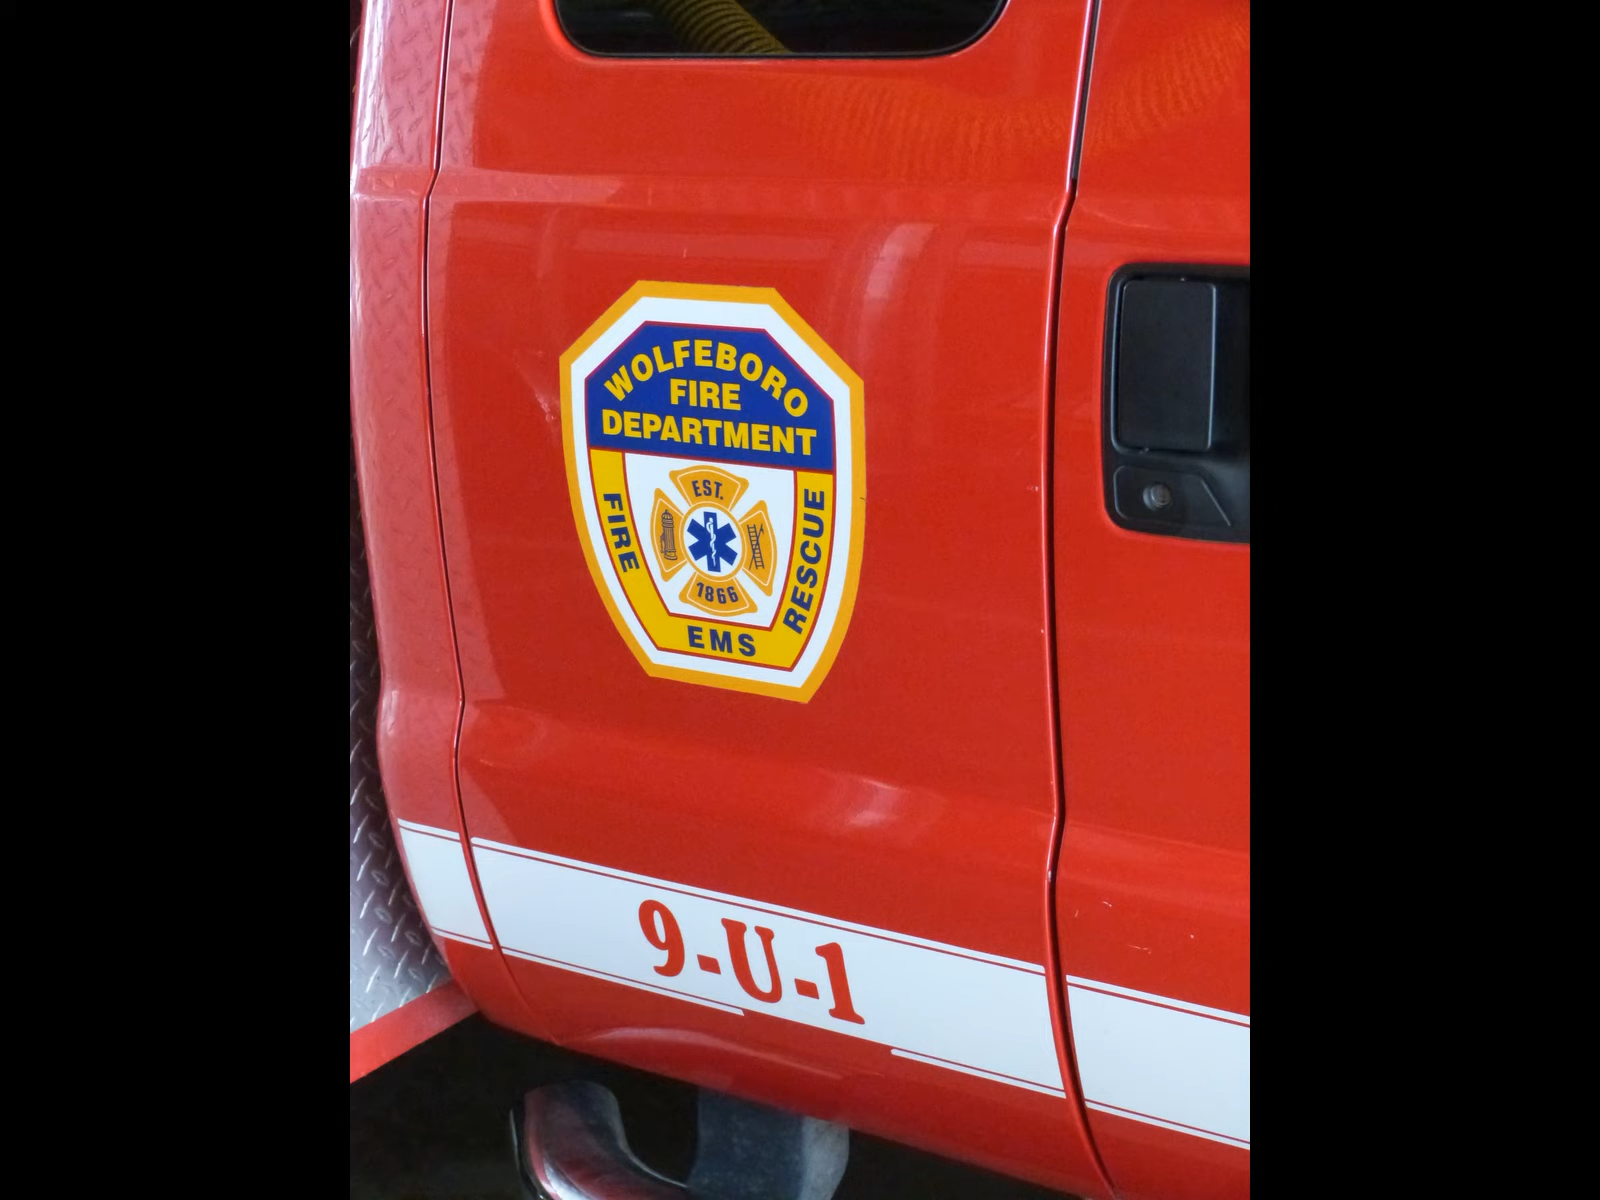 WOLFEBORO
FIRE
DEPARTMENT
FIRE
EST.
1866
RESCUE
EMS
9-U-1